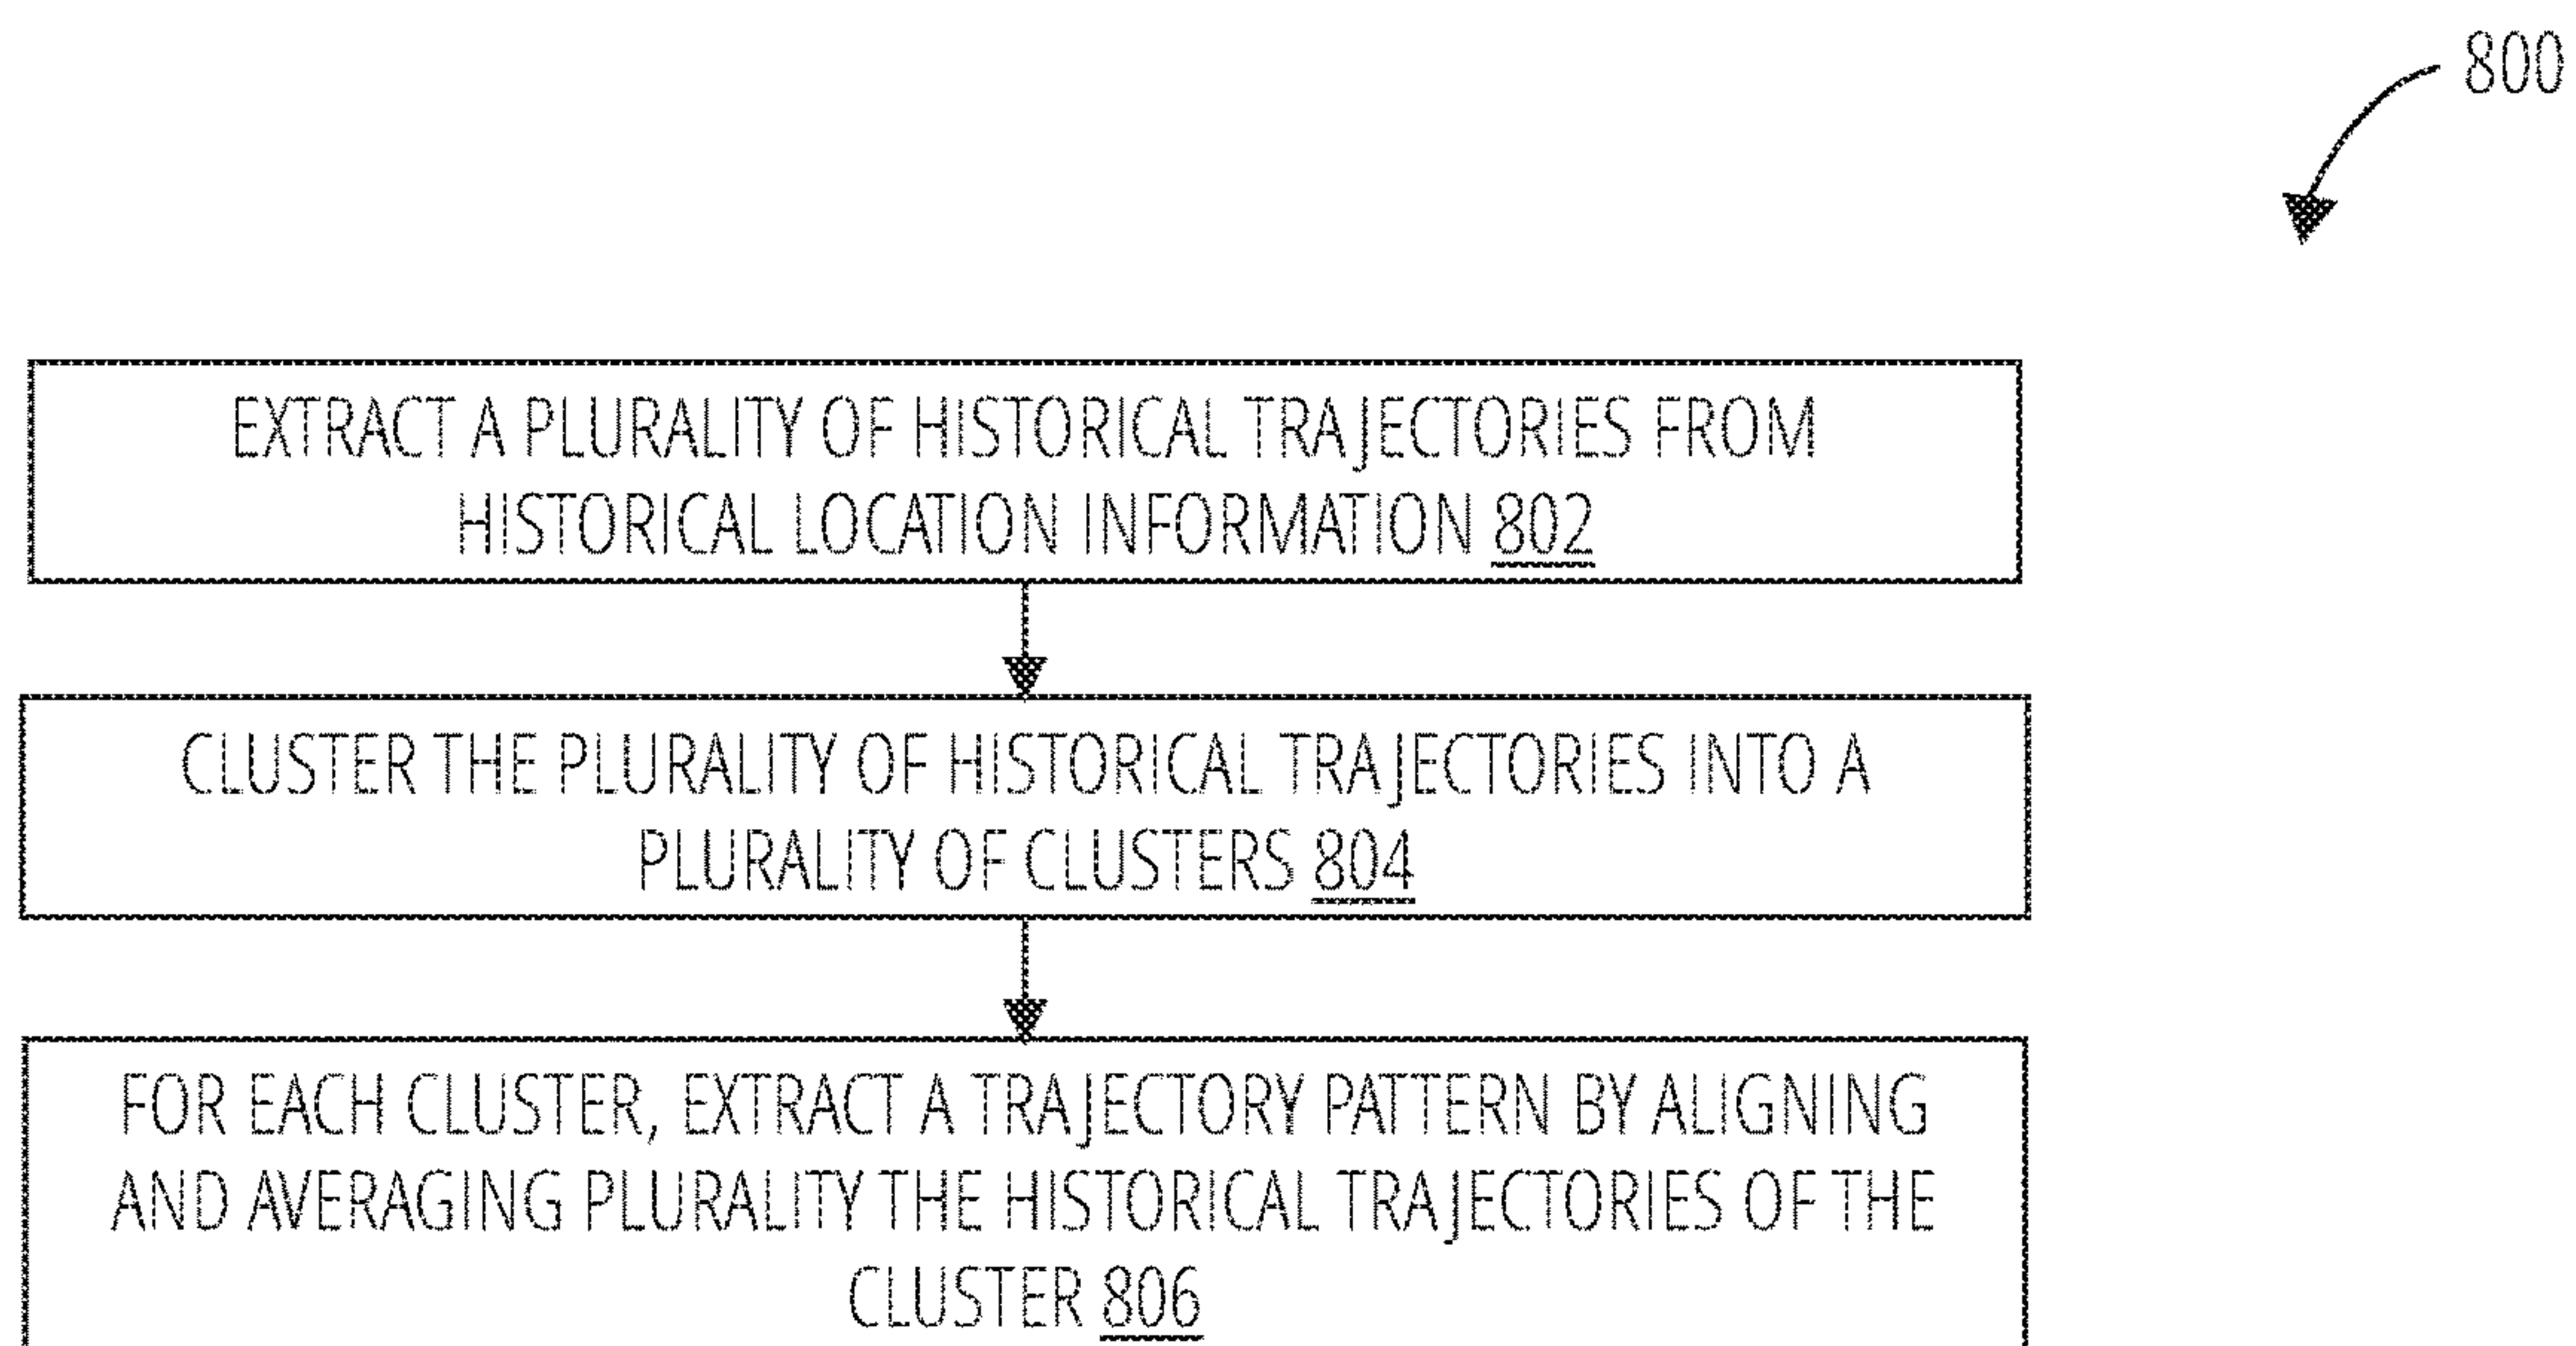 800
EXTRACT A PLURALITY OF HISTORICAL TRAJECTORIES FROM
HISTORICAL LOCATION INFORMATION 802
CLUSTER THE PLURALITY OF HISTORICAL TRAJECTORIES INTO A
PLURALITY OF CLUSTERS 804
FOR EACH CLUSTER, EXTRACT A TRAJECTORY PATTERN BY ALIGNING
AND AVERAGING PLURALITY THE HISTORICAL TRAJECTORIES OF THE
CLUSTER 806